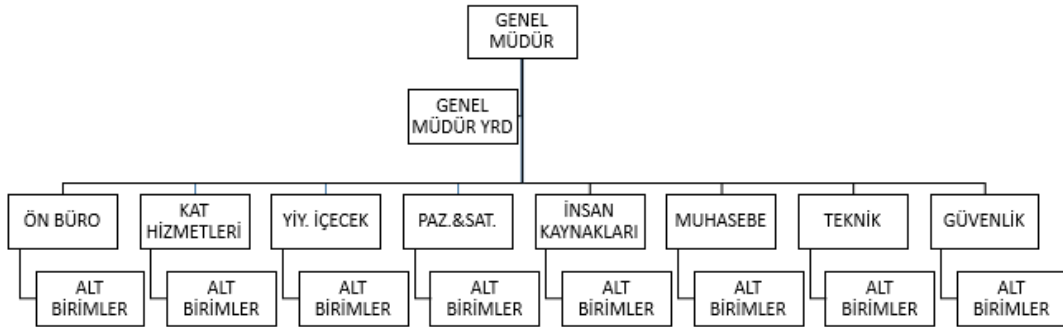 GENEL
MÜDÜR
GENEL
MÜDÜR YRD
ÖN BÜRO
KAT
HİZMETLERİ
YİY. İÇECEK
PAZ.&SAT.
İNSAN
KAYNAKLARI
MUHASEBE
TEKNİK
GÜVENLİK
ALT
BİRİMLER
ALT
BİRİMLER
ALT
BİRİMLER
ALT
BİRİMLER
ALT
BİRİMLER
ALT
BİRİMLER
ALT
BİRİMLER
ALT
BİRİMLER